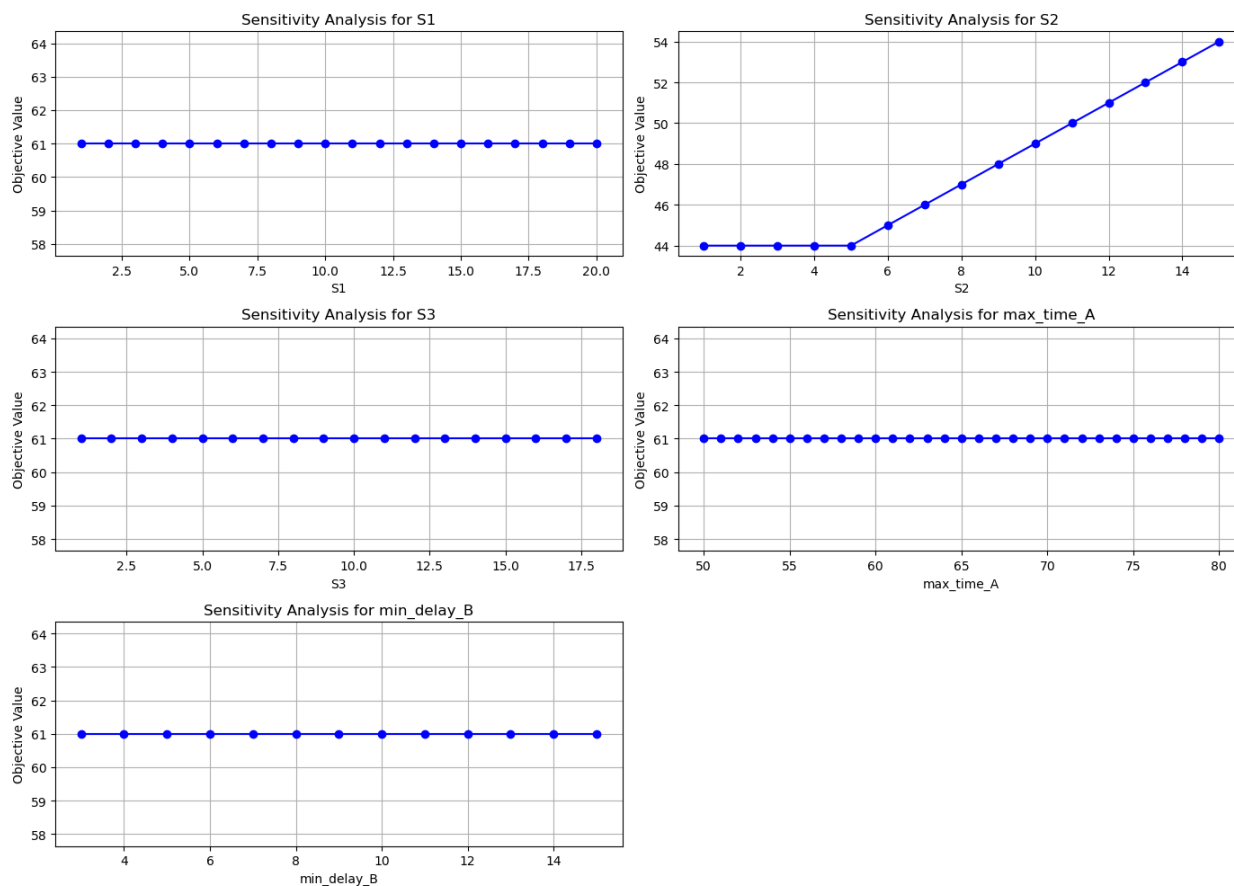 Sensitivity Analysis for S1
64
63
62
61
60
59
58
Objective Value
2.5 5.0 7.5 10.0 12.5 15.0 17.5 20.0
S1
Sensitivity Analysis for S2
54
52
50
48
46
44
Objective Value
2 4 6 8 10 12 14
S2
Sensitivity Analysis for S3
64
63
62
61
60
59
58
Objective Value
2.5 5.0 7.5 10.0 12.5 15.0 17.5
S3
Sensitivity Analysis for max_time_A
64
63
62
61
60
59
58
Objective Value
50 55 60 65 70 75 80
max_time_A
Sensitivity Analysis for min_delay_B
64
63
62
61
60
59
58
Objective Value
4 6 8 10 12 14
min_delay_B